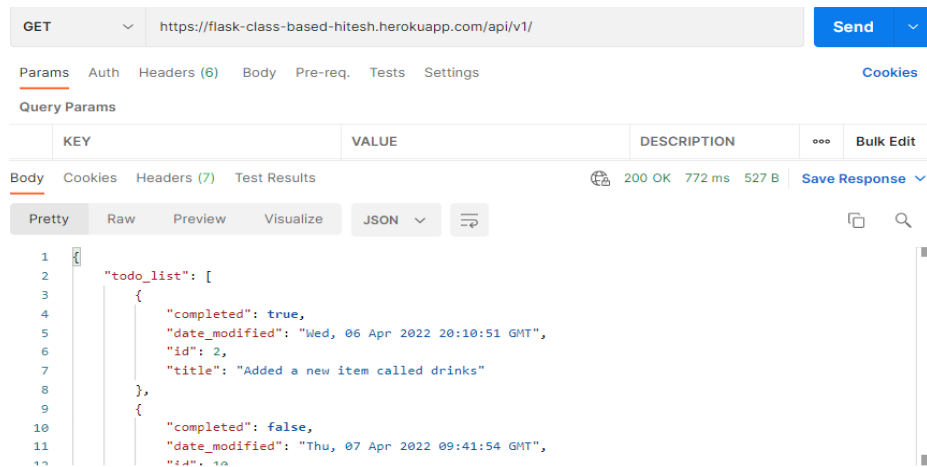 GET https://flask-class-based-hitesh.herokuapp.com/api/v1/ Send
Params Auth Headers (6) Body Pre-req. Tests Settings Cookies
Query Params
KEY VALUE DESCRIPTION ooo Bulk Edit
Body Cookies Headers (7) Test Results 200 OK 772 ms 527 B Save Response
Pretty Raw Preview Visualize JSON
1 {
2 "todo_list": [
3 {
4 "completed": true,
5 "date_modified": "Wed, 06 Apr 2022 20:10:51 GMT",
6 "id": 2,
7 "title": "Added a new item called drinks"
8 },
9 {
10 "completed": false,
11 "date_modified": "Thu, 07 Apr 2022 09:41:54 GMT",
12 "id": 10